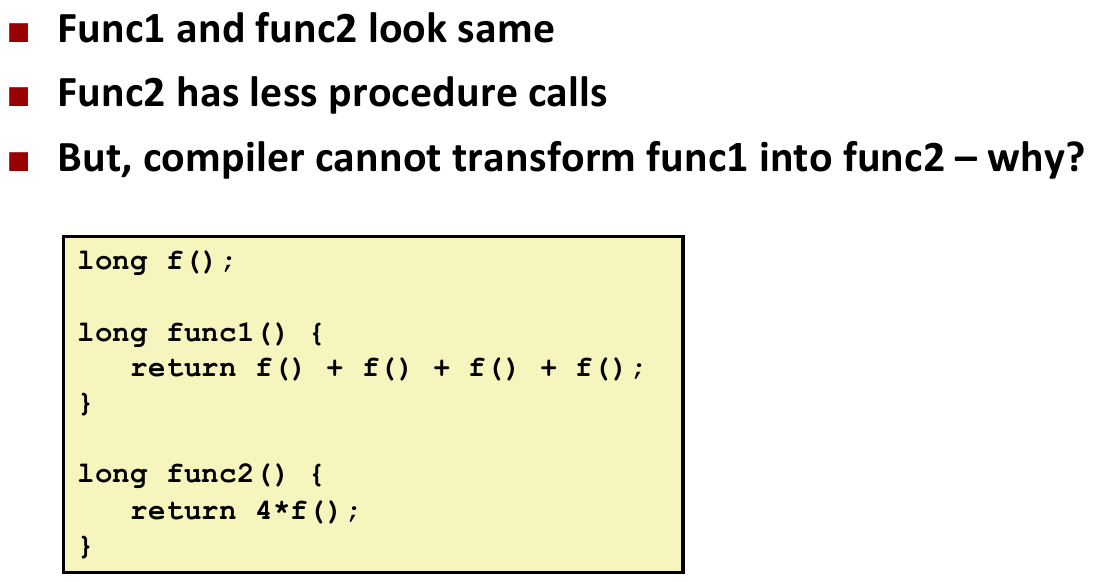 Func1 and func2 look same
Func2 has less procedure calls
But, compiler cannot transform func1 into func2 – why?
long f();
long func1() {
   return f() + f() + f() + f();
}
long func2() {
   return 4*f();
}